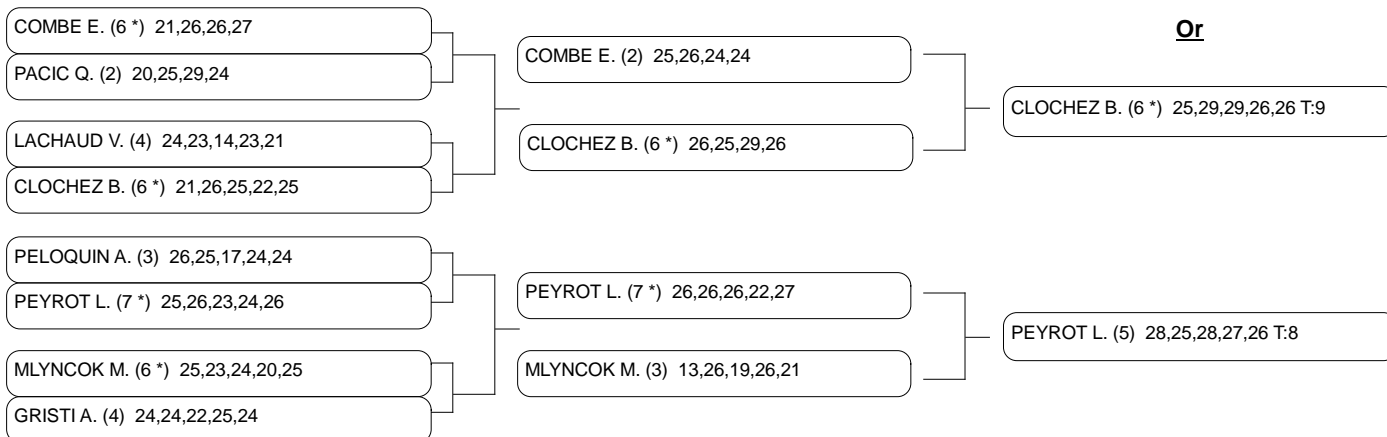 COMBE E. (6 *) 21,26,26,27
PACIC Q. (2) 20,25,29,24
LACHAUD V. (4) 24,23,14,23,21
CLOCHEZ B. (6 *) 21,26,25,22,25
PELOQUIN A. (3) 26,25,17,24,24
PEYROT L. (7 *) 25,26,23,24,26
MLYNCOK M. (6 *) 25,23,24,20,25
GRISTI A. (4) 24,24,22,25,24
COMBE E. (2) 25,26,24,24
CLOCHEZ B. (6 *) 26,25,29,26
PEYROT L. (7 *) 26,26,26,22,27
MLYNCOK M. (3) 13,26,19,26,21
Or
CLOCHEZ B. (6 *) 25,29,29,26,26 T:9
PEYROT L. (5) 28,25,28,27,26 T:8